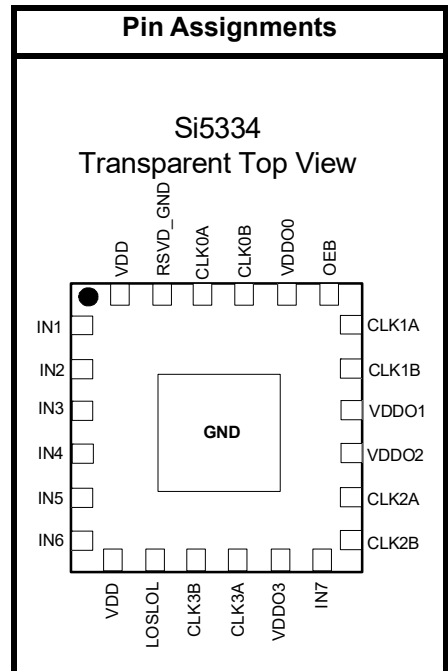 Pin Assignments
Si5334
Transparent Top View
VDD
RSVD_GND
CLK0A
CLK0B
VDDO0
OEB
IN1
IN2
IN3
IN4
IN5
IN6
GND
CLK1A
CLK1B
VDDO1
VDDO2
CLK2A
CLK2B
VDD
LOSLOL
CLK3B
CLK3A
VDDO3
IN7